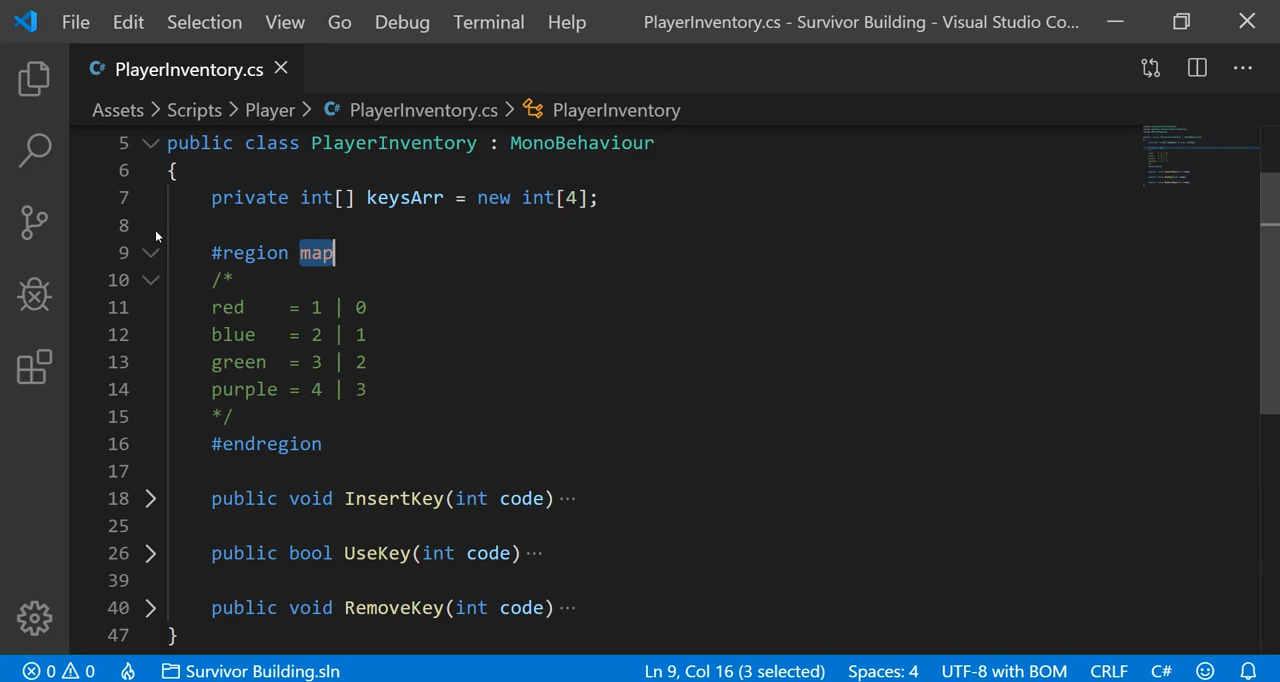 File Edit Selection View Go Debug Terminal Help PlayerInventory.cs - Survivor Building - Visual Studio Co...
C# PlayerInventory.cs
Assets > Scripts > Player > C# PlayerInventory.cs > PlayerInventory
5 public class PlayerInventory : MonoBehaviour
6 {
7 private int[] keysArr = new int[4];
8
9 #region map
10 /*
11 red = 1 | 0
12 blue = 2 | 1
13 green = 3 | 2
14 purple = 4 | 3
15 */
16 #endregion
17
18 public void InsertKey(int code)...
25
26 public bool UseKey(int code)...
39
40 public void RemoveKey(int code)...
47 }
0 0 Survivor Building.sln Ln 9, Col 16 (3 selected) Spaces: 4 UTF-8 with BOM CRLF C#